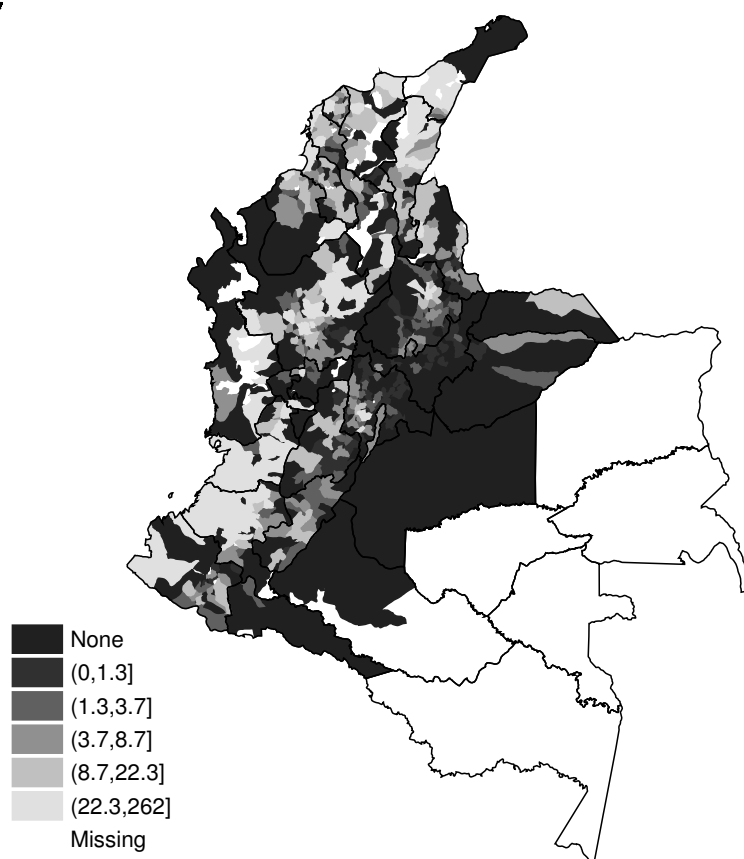 None
(0,1.3]
(1.3,3.7]
(3.7,8.7]
(8.7,22.3]
(22.3,262]
Missing